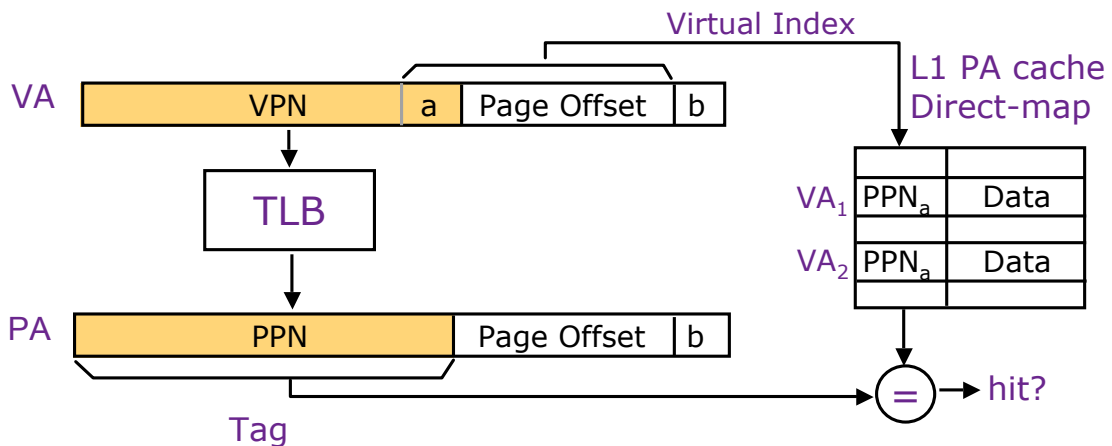 Virtual Index
L1 PA cache
Direct-map
VA
VPN
a
Page Offset
b
TLB
VA1
PPNa
Data
VA2
PPNa
Data
PA
PPN
Page Offset
b
=
hit?
Tag